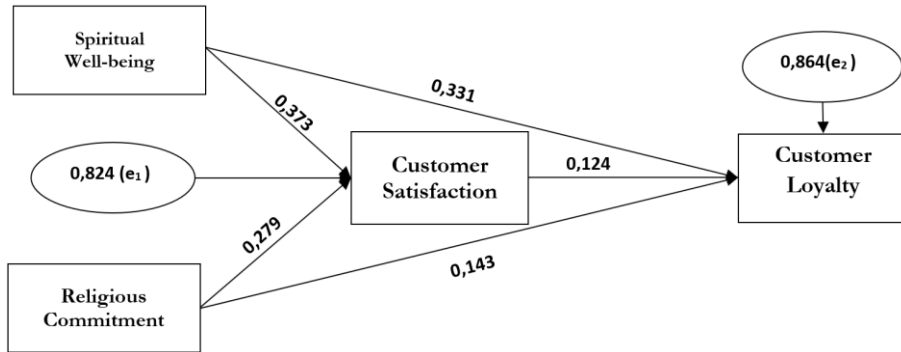 Spiritual
Well-being
0,864(e₂)
0,331
0,373
0,824 (e₁)
Customer
Satisfaction
0,124
Customer
Loyalty
0,279
0,143
Religious
Commitment